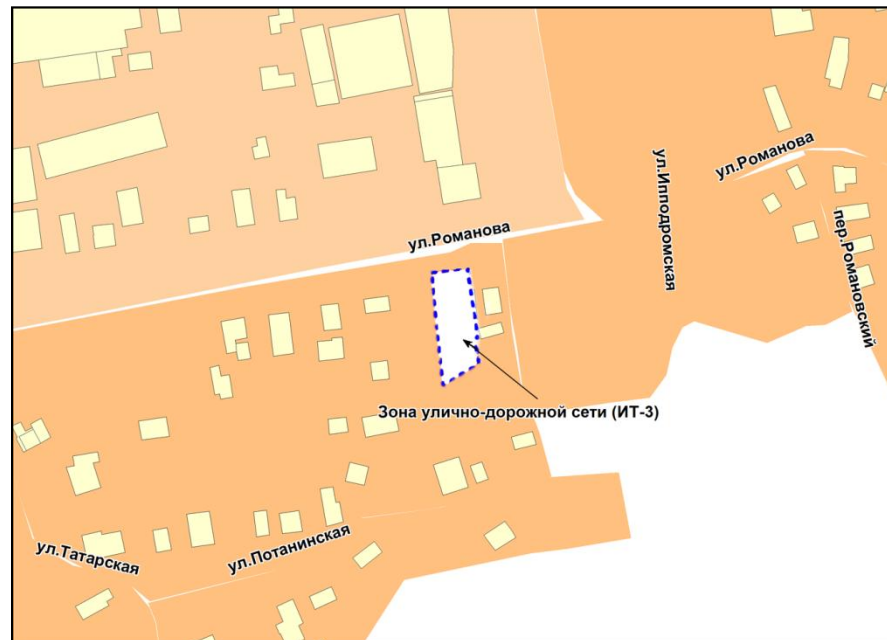 ул.Романова
ул.Ипподромская
ул.Романова
пер.Романовский
Зона улично-дорожной сети (ИТ-3)
ул.Потанинская
ул.Татарская